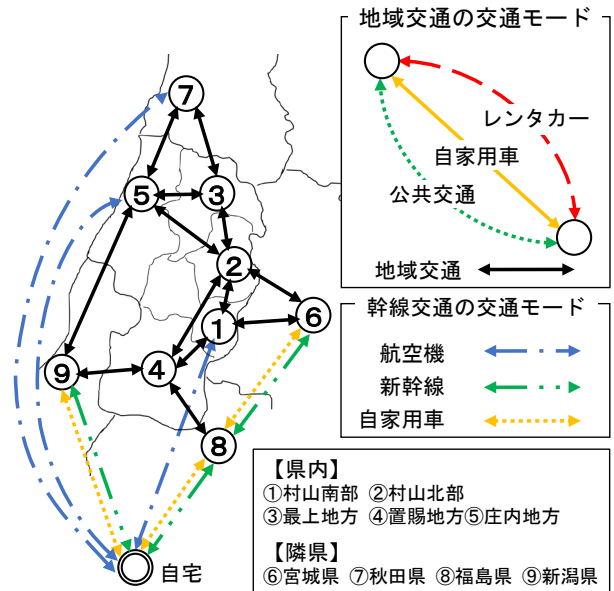 地域交通の交通モード
レンタカー
自家用車
公共交通
地域交通
幹線交通の交通モード
航空機
新幹線
自家用車
⑦
⑤
③
②
①
⑥
④
⑨
⑧
自宅
【県内】
①村山南部 ②村山北部
③最上地方 ④置賜地方⑤庄内地方
【隣県】
⑥宮城県 ⑦秋田県 ⑧福島県 ⑨新潟県